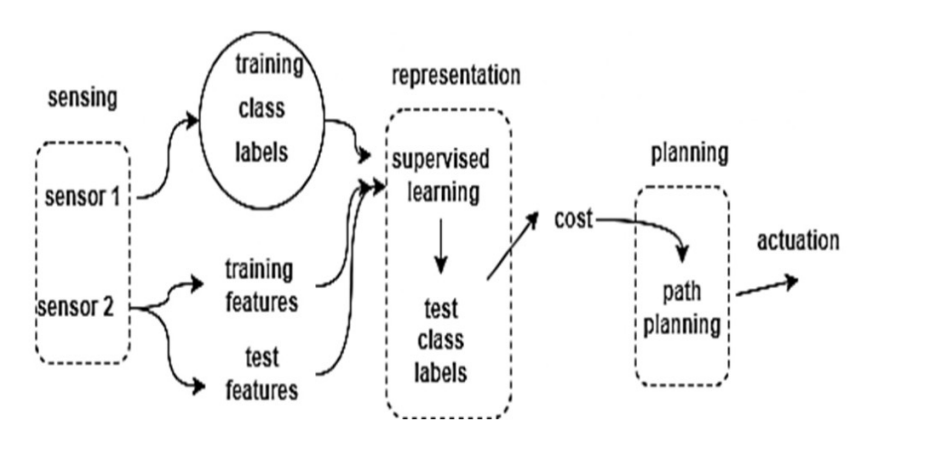 sensing
sensor 1
sensor 2
training
class
labels
training
features
test
features
representation
supervised
learning
test
class
labels
cost
planning
path
planning
actuation